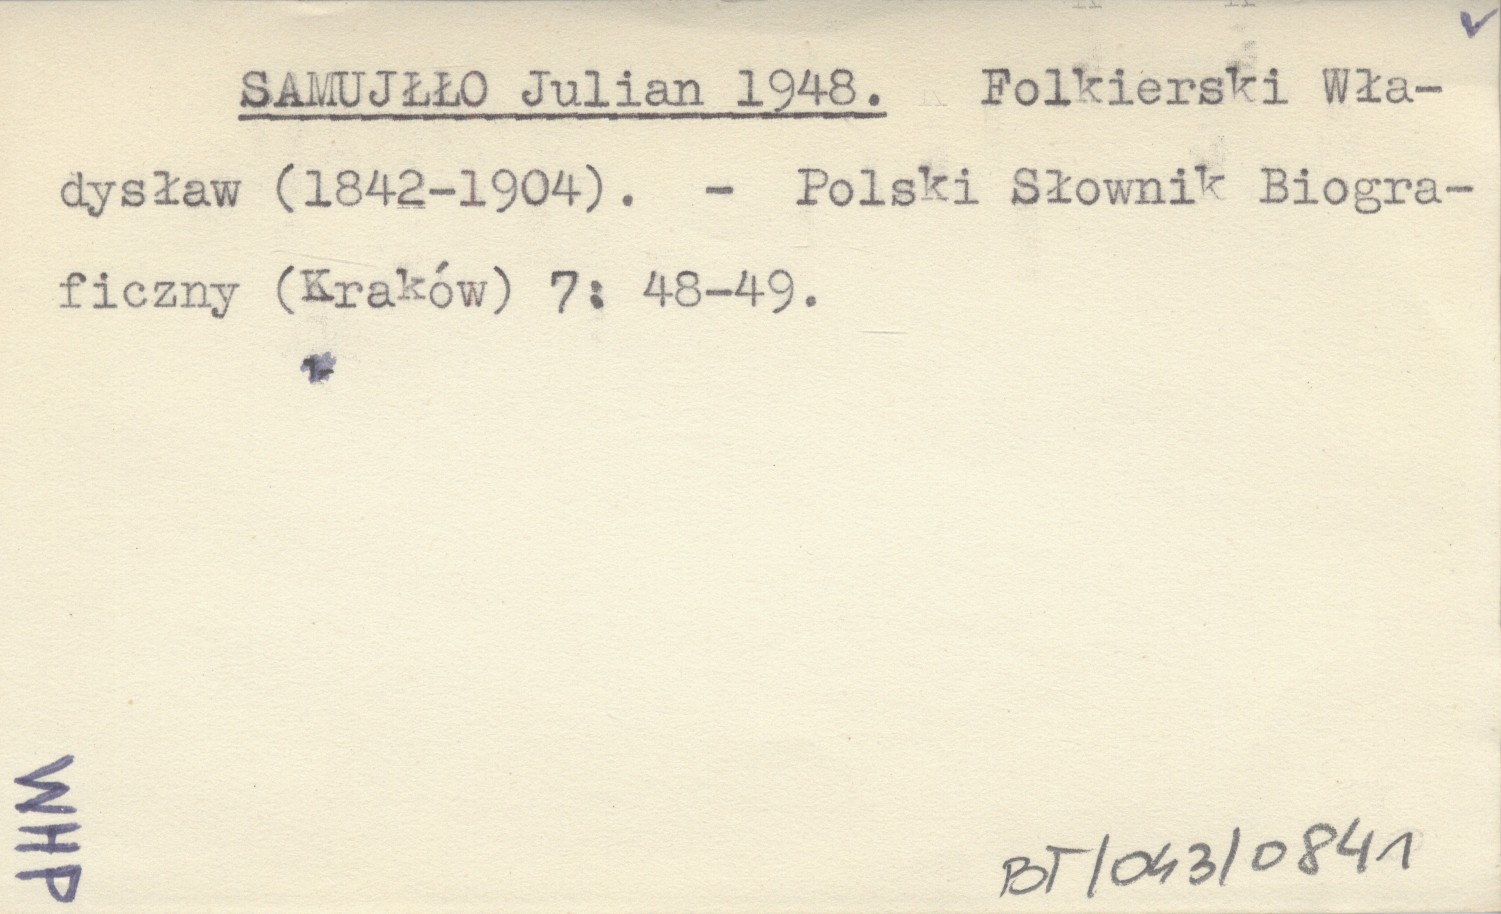 SAMUJŁŁO Julian 1948. Folkierski Wła-
dysław (1842-1904). - Polski Słownik Biogra-
ficzny (Kraków) 7: 48-49.
WHP
BT/043/0841